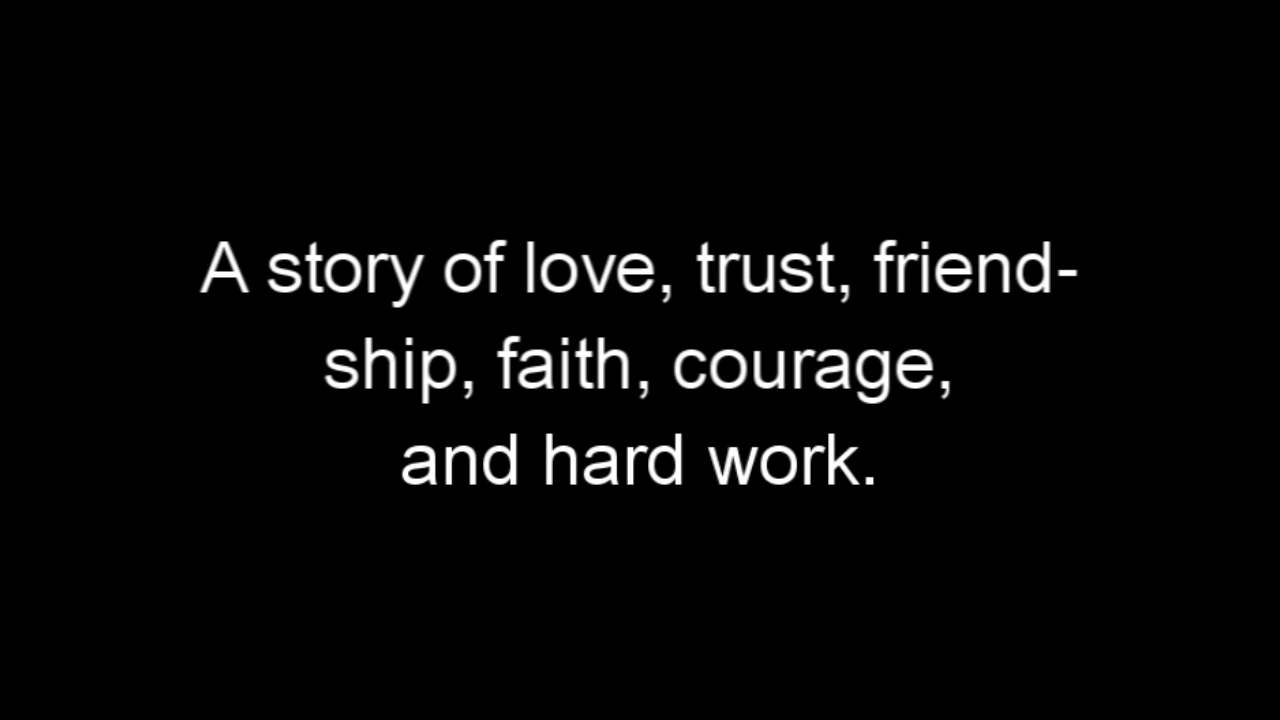 A story of love, trust, friend-
ship, faith, courage,
and hard work.